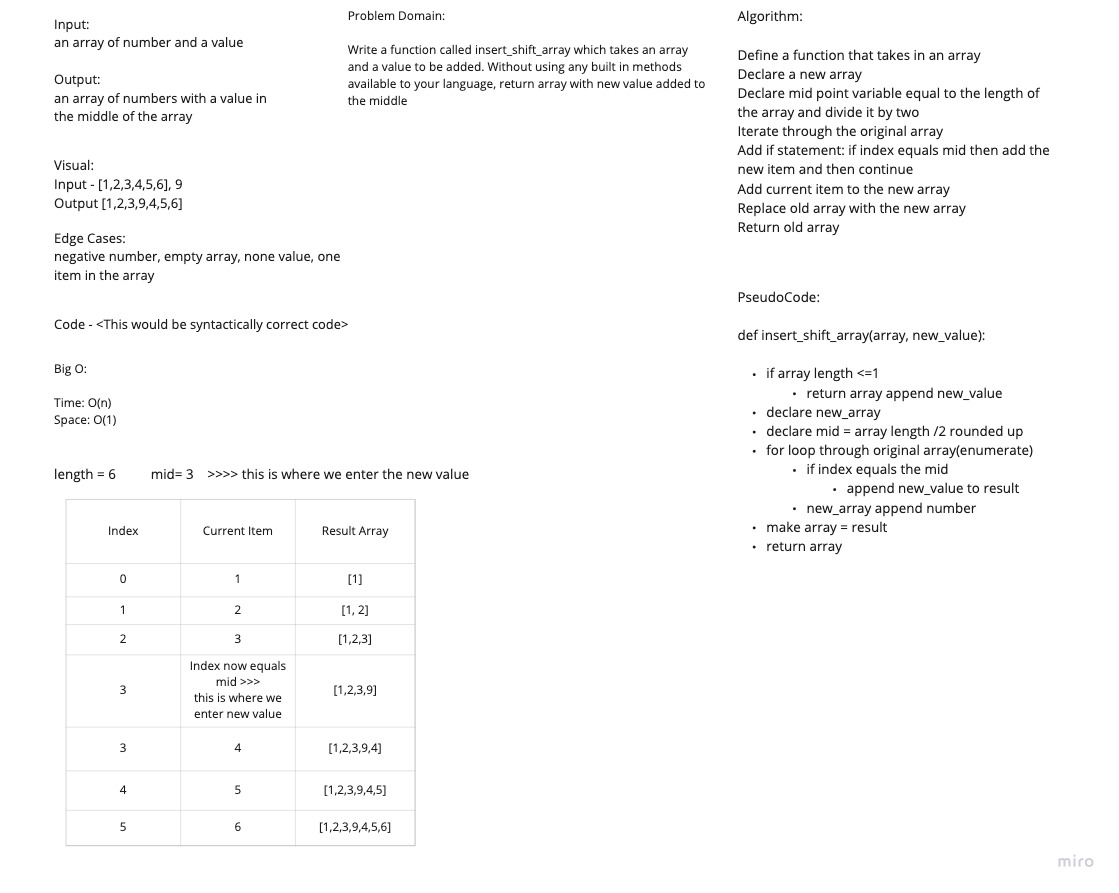 Input:
an array of number and a value
Output:
an array of numbers with a value in
the middle of the array
Visual:
Input - [1,2,3,4,5,6], 9
Output [1,2,3,9,4,5,6]
Edge Cases:
negative number, empty array, none value, one
item in the array
Code - <This would be syntactically correct code>
Big O:
Time: O(n)
Space: O(1)
Problem Domain:
Write a function called insert_shift_array which takes an array
and a value to be added. Without using any built in methods
available to your language, return array with new value added to
the middle
Algorithm:
Define a function that takes in an array
Declare a new array
Declare mid point variable equal to the length of
the array and divide it by two
Iterate through the original array
Add if statement: if index equals mid then add the
new item and then continue
Add current item to the new array
Replace old array with the new array
Return old array
PseudoCode:
def insert_shift_array(array, new_value):
• if array length <=1
• return array append new_value
• declare new_array
• declare mid = array length /2 rounded up
• for loop through original array(enumerate)
• if index equals the mid
• append new_value to result
• new_array append number
• make array = result
• return array
length = 6 mid= 3 >>>> this is where we enter the new value
Index Current Item Result Array
0 1 [1]
1 2 [1, 2]
2 3 [1,2,3]
3 Index now equals
mid >>>
this is where we
enter new value [1,2,3,9]
3 4 [1,2,3,9,4]
4 5 [1,2,3,9,4,5]
5 6 [1,2,3,9,4,5,6]
miro